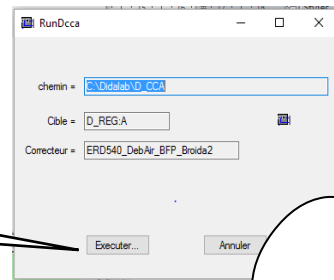 RunDcca
chemin = C:\Didalab\D_CCA
Cible = D_REG:A
Correcteur = ERD540_DebAir_BFP_Broida2
Executer... Annuler